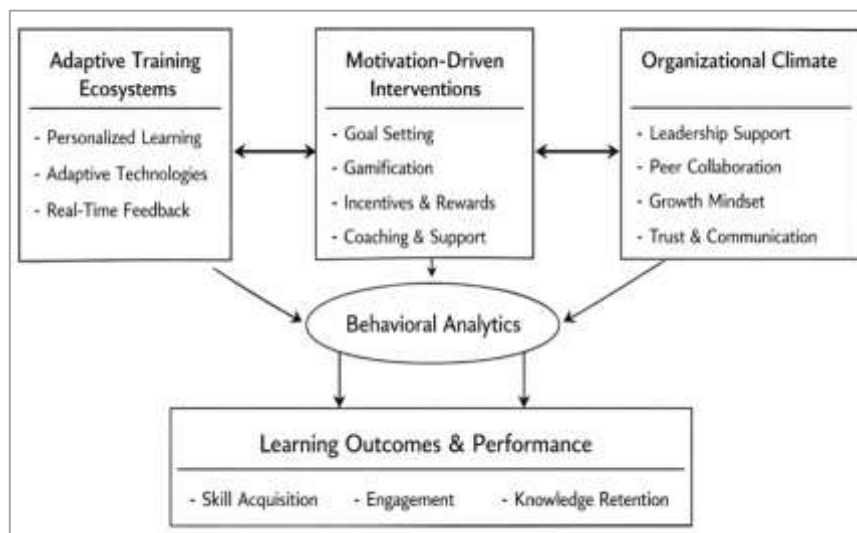 Adaptive Training
Ecosystems
- Personalized Learning
- Adaptive Technologies
- Real-Time Feedback
Motivation-Driven
Interventions
- Goal Setting
- Gamification
- Incentives & Rewards
- Coaching & Support
Organizational Climate
- Leadership Support
- Peer Collaboration
- Growth Mindset
- Trust & Communication
Behavioral Analytics
Learning Outcomes & Performance
- Skill Acquisition - Engagement - Knowledge Retention